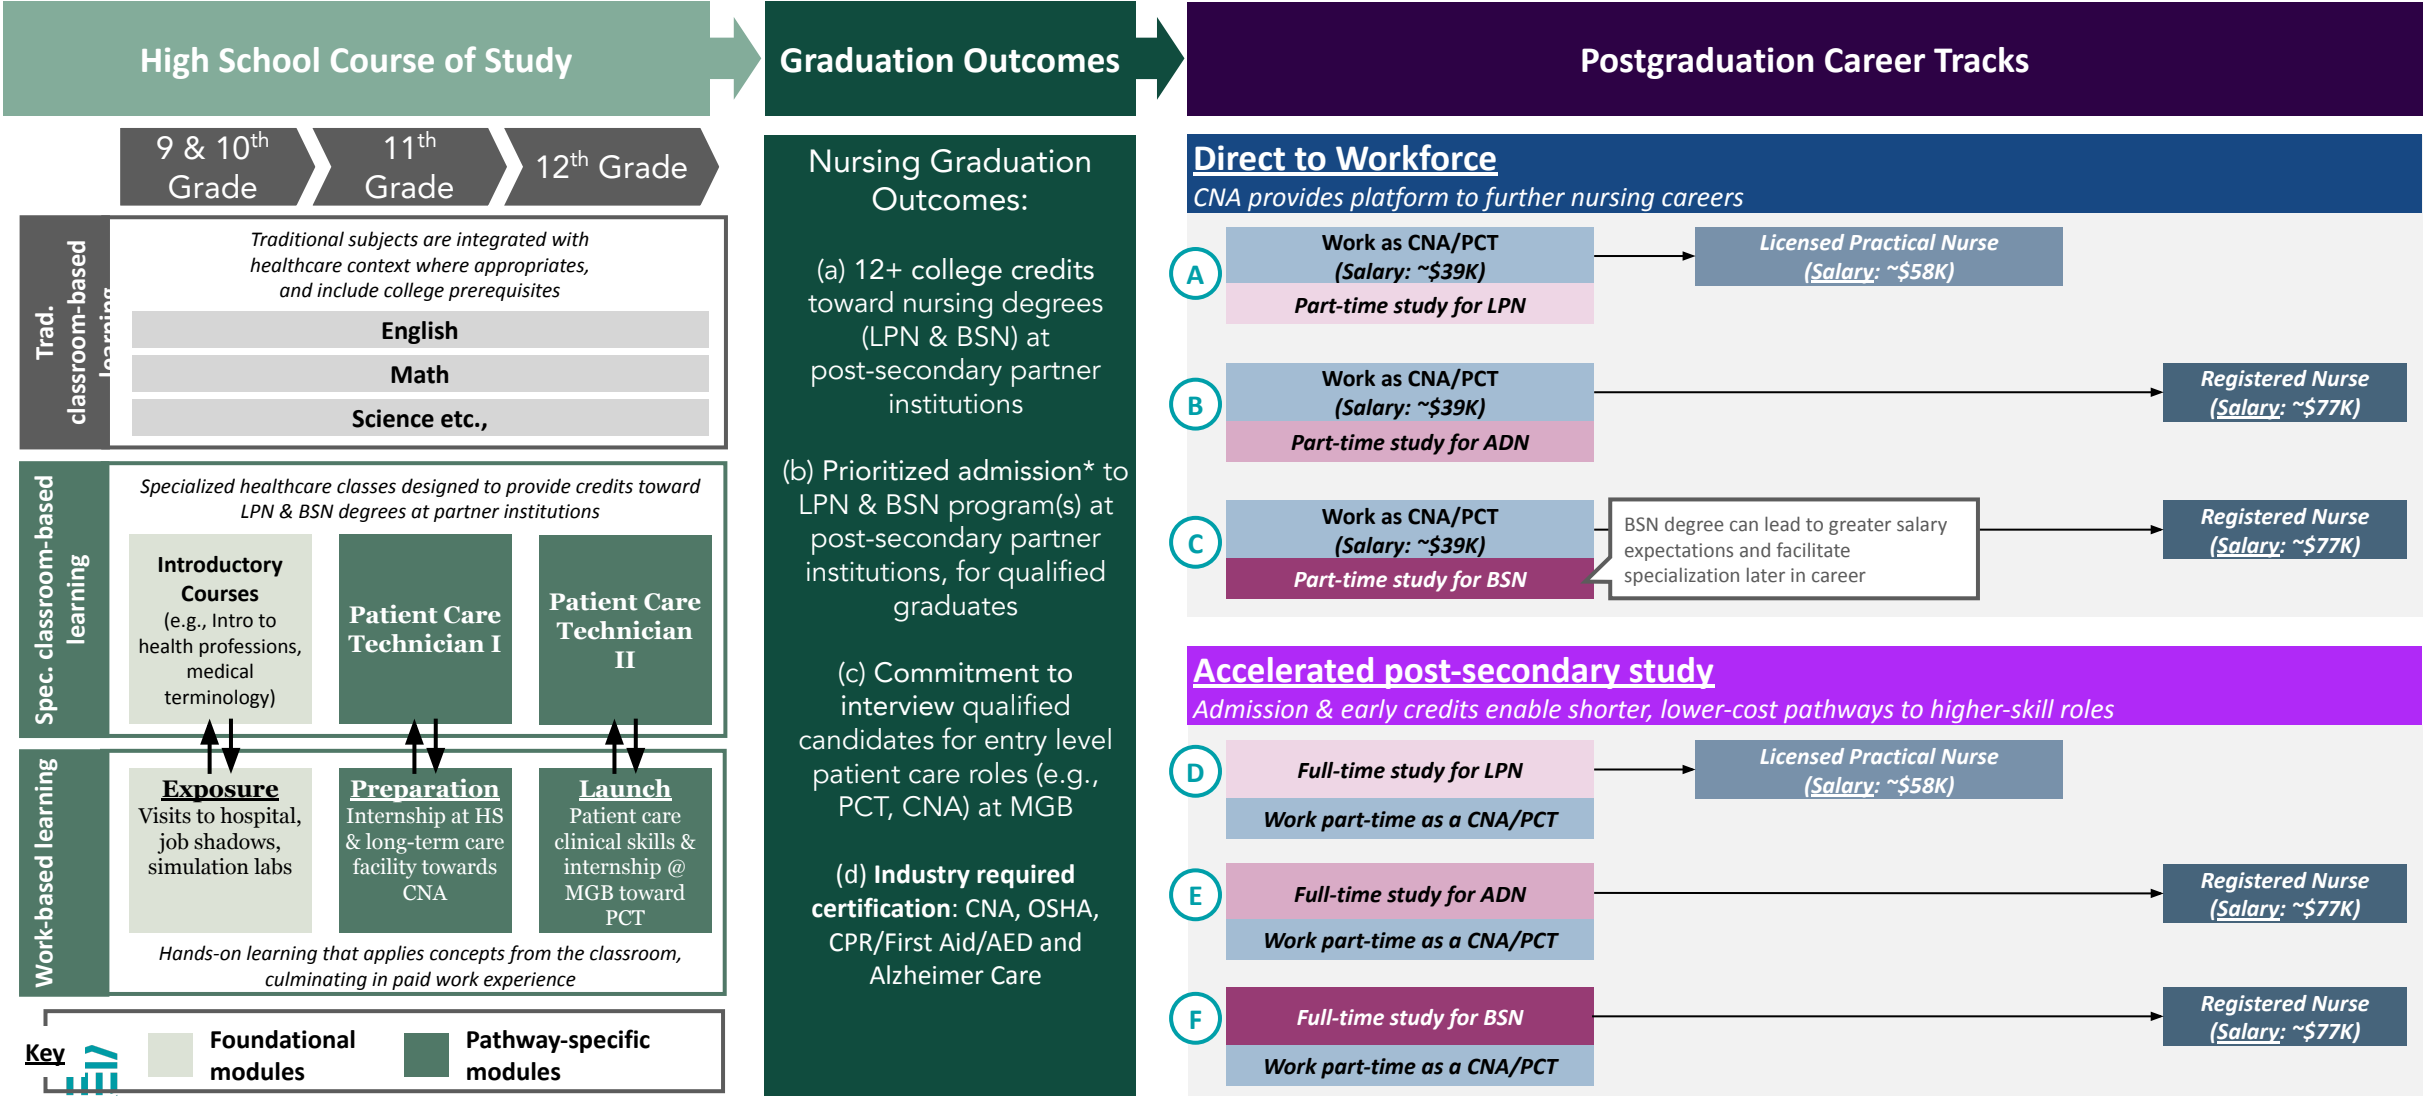 High School Course of Study
Graduation Outcomes
Postgraduation Career Tracks
9 & 10th
Grade
11th
Grade
12th Grade
Trad.
classroom-based
learning
Traditional subjects are integrated with
healthcare context where appropriates,
and include college prerequisites
English
Math
Science etc.,
Spec. classroom-based
learning
Specialized healthcare classes designed to provide credits toward
LPN & BSN degrees at partner institutions
Introductory
Courses
(e.g., Intro to
health professions,
medical
terminology)
Patient Care
Technician I
Patient Care
Technician
II
Work-based learning
Exposure
Visits to hospital,
job shadows,
simulation labs
Preparation
Internship at HS
& long-term care
facility towards
CNA
Launch
Patient care
clinical skills &
internship @
MGB toward
PCT
Hands-on learning that applies concepts from the classroom,
culminating in paid work experience
Key
Foundational
modules
Pathway-specific
modules
Nursing Graduation
Outcomes:
(a) 12+ college credits
toward nursing degrees
(LPN & BSN) at
post-secondary partner
institutions
(b) Prioritized admission* to
LPN & BSN program(s) at
post-secondary partner
institutions, for qualified
graduates
(c) Commitment to
interview qualified
candidates for entry level
patient care roles (e.g.,
PCT, CNA) at MGB
(d) Industry required
certification: CNA, OSHA,
CPR/First Aid/AED and
Alzheimer Care
Direct to Workforce
CNA provides platform to further nursing careers
A
Work as CNA/PCT
(Salary: ~$39K)
Part-time study for LPN
Licensed Practical Nurse
(Salary: ~$58K)
B
Work as CNA/PCT
(Salary: ~$39K)
Part-time study for ADN
Registered Nurse
(Salary: ~$77K)
C
Work as CNA/PCT
(Salary: ~$39K)
Part-time study for BSN
BSN degree can lead to greater salary
expectations and facilitate
specialization later in career
Registered Nurse
(Salary: ~$77K)
Accelerated post-secondary study
Admission & early credits enable shorter, lower-cost pathways to higher-skill roles
D
Full-time study for LPN
Work part-time as a CNA/PCT
Licensed Practical Nurse
(Salary: ~$58K)
E
Full-time study for ADN
Work part-time as a CNA/PCT
Registered Nurse
(Salary: ~$77K)
F
Full-time study for BSN
Work part-time as a CNA/PCT
Registered Nurse
(Salary: ~$77K)